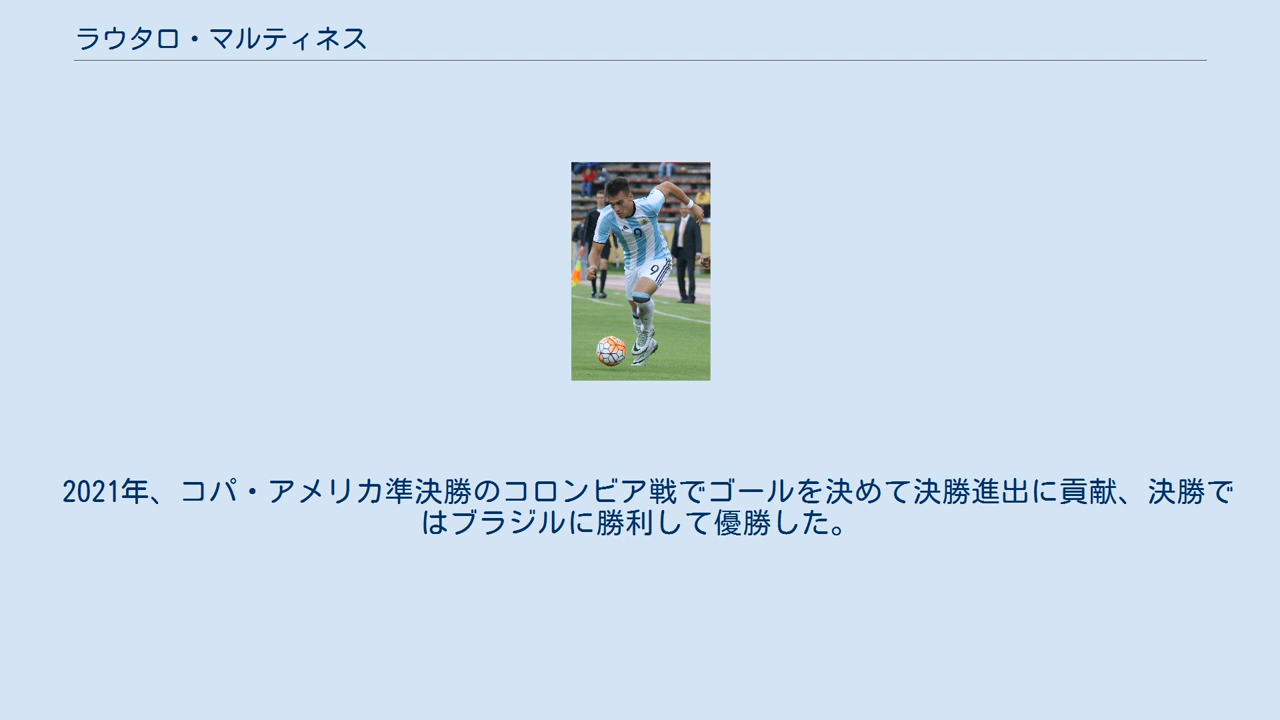 ラウタロ・マルティネス
9
9
2021年、コパ・アメリカ準決勝のコロンビア戦でゴールを決めて決勝進出に貢献、決勝で
はブラジルに勝利して優勝した。